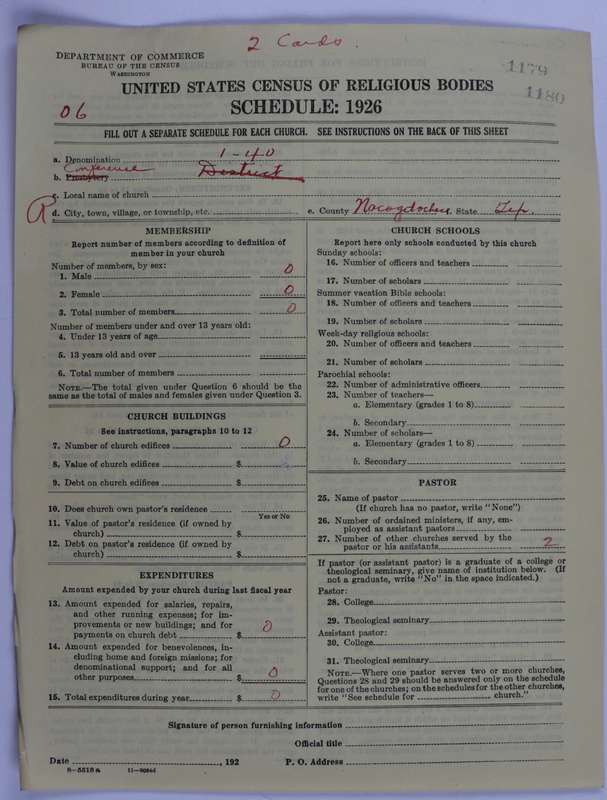 2 Cards.
DEPARTMENT OF COMMERCE
BUREAU OF THE CENSUS
WASHINGTON
1179
1180
UNITED STATES CENSUS OF RELIGIOUS BODIES
SCHEDULE: 1926
06
FILL OUT A SEPARATE SCHEDULE FOR EACH CHURCH. SEE INSTRUCTIONS ON THE BACK OF THIS SHEET
a. Denomination 1-40
Conference
b. Presbytery District
c. Local name of church
R d. City, town, village, or township, etc. e. County Nacogdoches State Tex.
MEMBERSHIP
Report number of members according to definition of
member in your church
Number of members, by sex:
1. Male 0
2. Female 0
3. Total number of members 0
Number of members under and over 13 years old:
4. Under 13 years of age
5. 13 years old and over
6. Total number of members
NOTE.—The total given under Question 6 should be the
same as the total of males and females given under Question 3.
CHURCH BUILDINGS
See instructions, paragraphs 10 to 12
7. Number of church edifices 0
8. Value of church edifices $
9. Debt on church edifices $
10. Does church own pastor's residence
Yes or No
11. Value of pastor's residence (if owned by
church) $
12. Debt on pastor's residence (if owned by
church) $
EXPENDITURES
Amount expended by your church during last fiscal year
13. Amount expended for salaries, repairs,
and other running expenses; for im-
provements or new buildings; and for
payments on church debt $ 0
14. Amount expended for benevolences, in-
cluding home and foreign missions; for
denominational support; and for all
other purposes $ 0
15. Total expenditures during year $ 0
CHURCH SCHOOLS
Report here only schools conducted by this church
Sunday schools:
16. Number of officers and teachers
17. Number of scholars
Summer vacation Bible schools:
18. Number of officers and teachers
19. Number of scholars
Week-day religious schools:
20. Number of officers and teachers
21. Number of scholars
Parochial schools:
22. Number of administrative officers
23. Number of teachers—
a. Elementary (grades 1 to 8)
b. Secondary
24. Number of scholars—
a. Elementary (grades 1 to 8)
b. Secondary
PASTOR
25. Name of pastor
(If church has no pastor, write "None")
26. Number of ordained ministers, if any, em-
ployed as assistant pastors
27. Number of other churches served by the
pastor or his assistants 2
If pastor (or assistant pastor) is a graduate of a college or
theological seminary, give name of institution below. (If
not a graduate, write "No" in the space indicated.)
Pastor:
28. College
29. Theological seminary
Assistant pastor:
30. College
31. Theological seminary
NOTE.—Where one pastor serves two or more churches,
Questions 28 and 29 should be answered only on the schedule
for one of the churches; on the schedules for the other churches,
write "See schedule for church."
Signature of person furnishing information
Official title
Date , 192 P. O. Address
8—5518 a